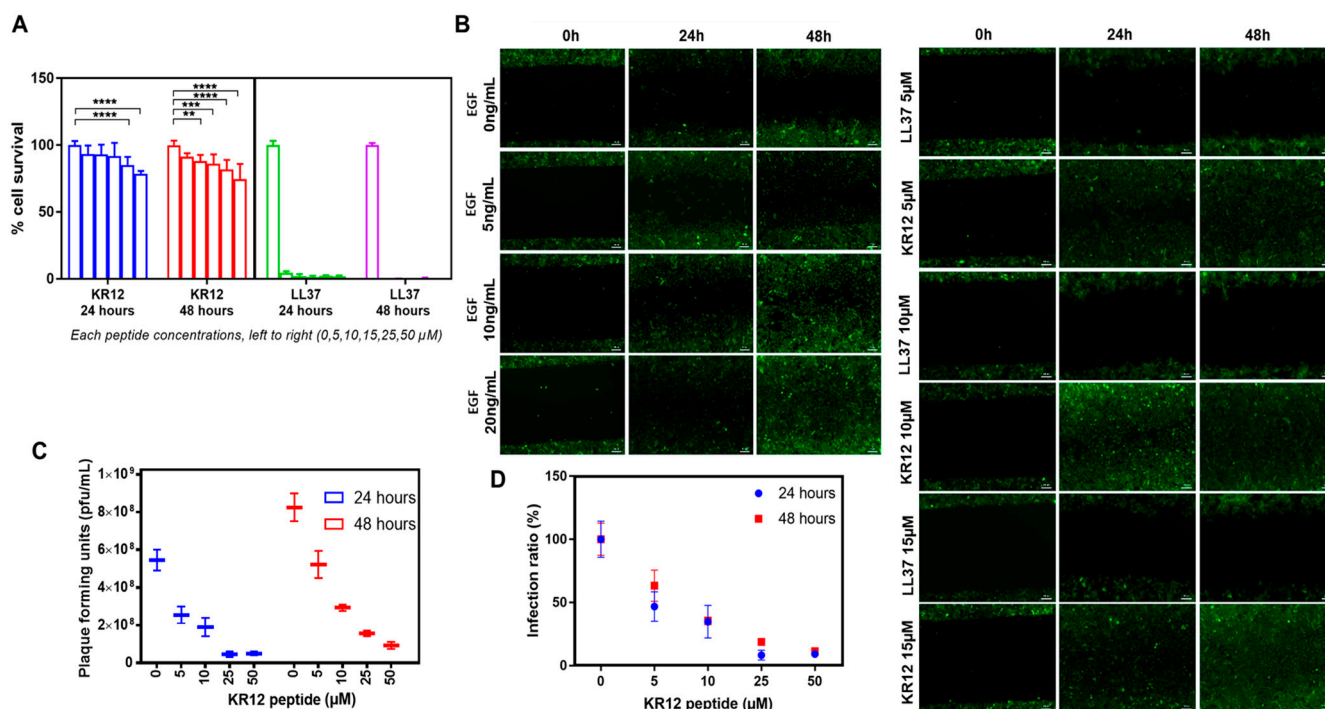 A
150
100
50
0
% cell survival
****
****
****
****
***
**
KR12
24 hours
KR12
48 hours
LL37
24 hours
LL37
48 hours
Each peptide concentrations, left to right (0,5,10,15,25,50 µM)
B
0h 24h 48h
EGF
0ng/mL
EGF
5ng/mL
EGF
10ng/mL
EGF
20ng/mL
0h 24h 48h
LL37 5µM
KR12 5µM
LL37 10µM
KR12 10µM
LL37 15µM
KR12 15µM
C
1×10⁹
8×10⁸
6×10⁸
4×10⁸
2×10⁸
0
Plaque forming units (pfu/mL)
24 hours
48 hours
0 5 10 25 50 0 5 10 25 50
KR12 peptide (µM)
D
150
100
50
0
Infection ratio (%)
24 hours
48 hours
0 5 10 25 50
KR12 peptide (µM)